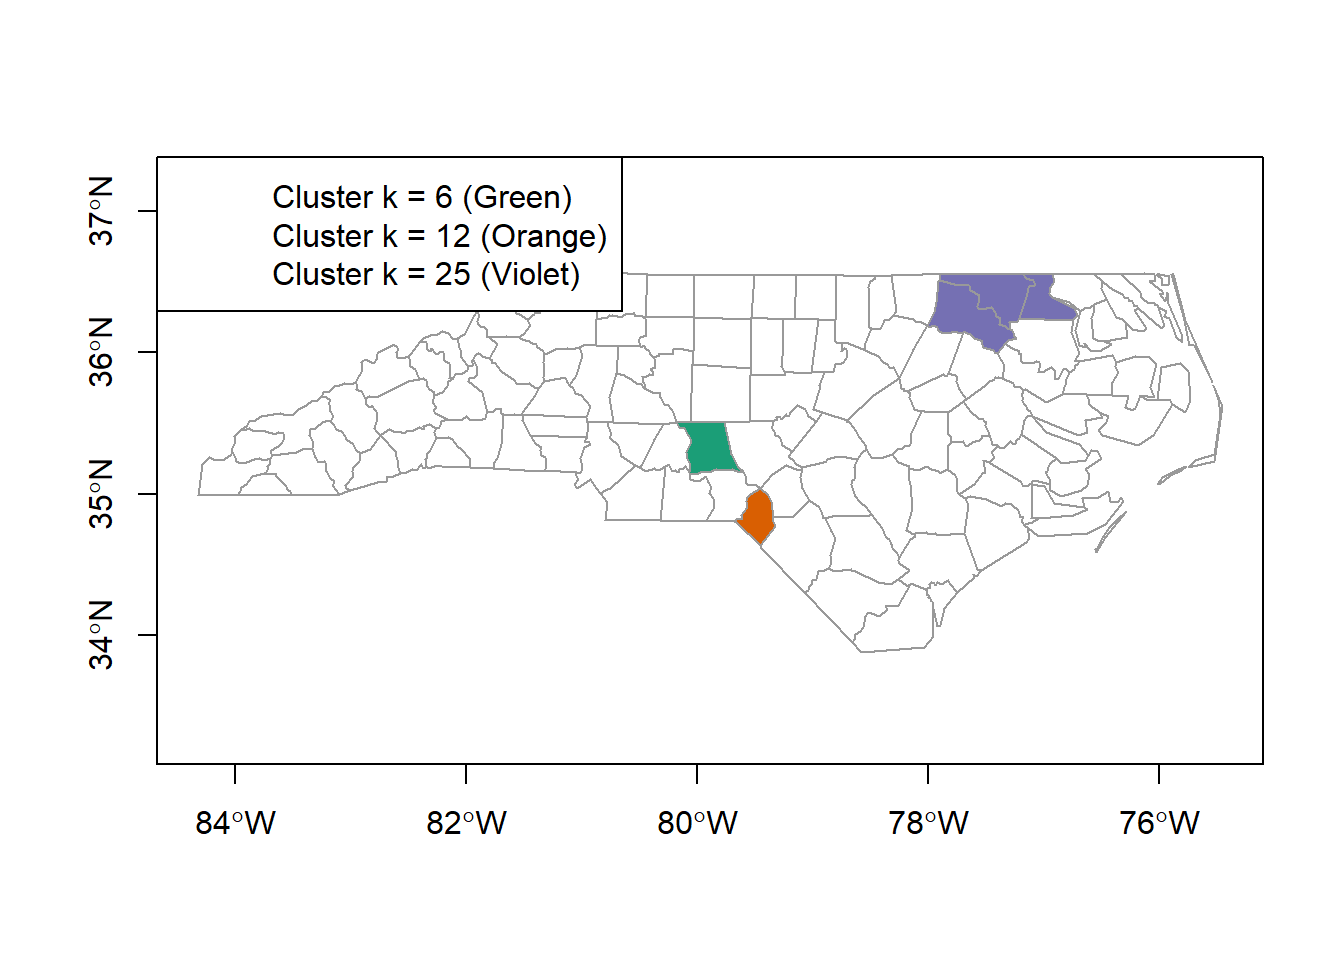 Cluster k = 6 (Green)
Cluster k = 12 (Orange)
Cluster k = 25 (Violet)
37°N
36°N
35°N
34°N
84°W
82°W
80°W
78°W
76°W